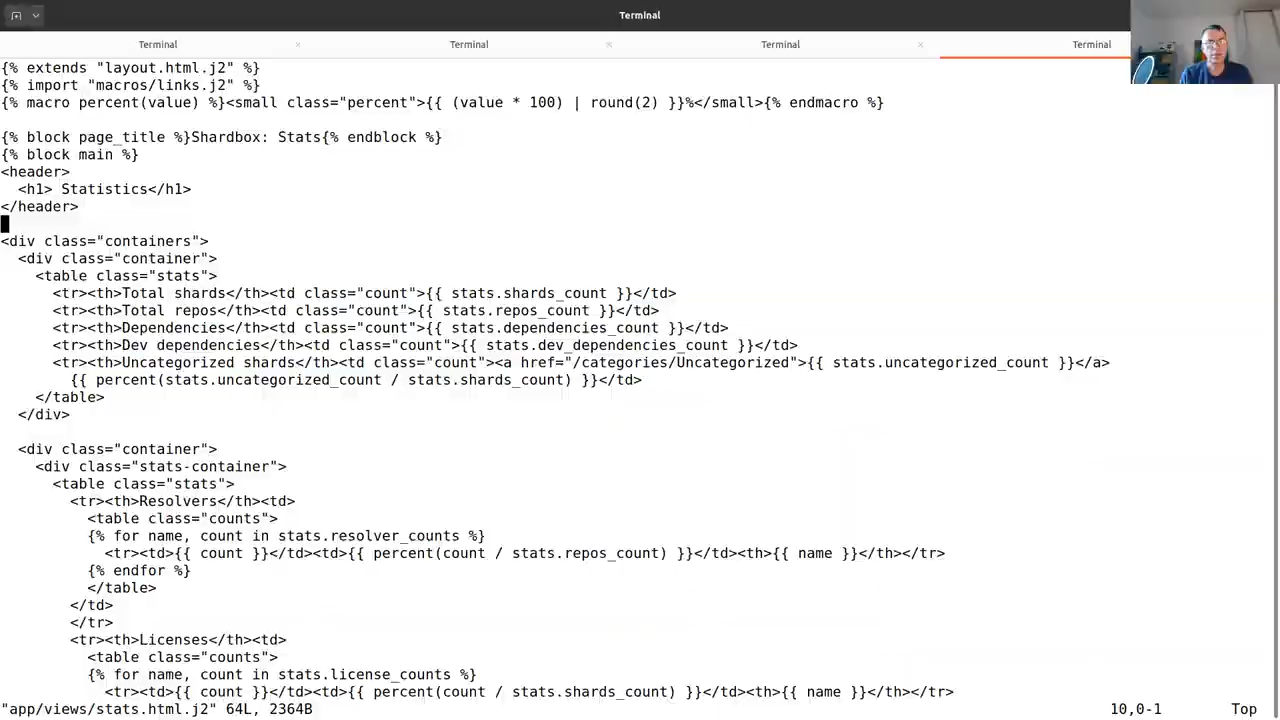 Terminal
Terminal
Terminal
Terminal
Terminal
{% extends "layout.html.j2" %}
{% import "macros/links.j2" %}
{% macro percent(value) %}<small class="percent">{{ (value * 100) | round(2) }}%</small>{% endmacro %}
{% block page_title %}Shardbox: Stats{% endblock %}
{% block main %}
<header>
  <h1> Statistics</h1>
</header>
<div class="containers">
  <div class="container">
    <table class="stats">
      <tr><th>Total shards</th><td class="count">{{ stats.shards_count }}</td>
      <tr><th>Total repos</th><td class="count">{{ stats.repos_count }}</td>
      <tr><th>Dependencies</th><td class="count">{{ stats.dependencies_count }}</td>
      <tr><th>Dev dependencies</th><td class="count">{{ stats.dev_dependencies_count }}</td>
      <tr><th>Uncategorized shards</th><td class="count"><a href="/categories/Uncategorized">{{ stats.uncategorized_count }}</a>
        {{ percent(stats.uncategorized_count / stats.shards_count) }}</td>
    </table>
  </div>
  <div class="container">
    <div class="stats-container">
      <table class="stats">
        <tr><th>Resolvers</th><td>
          <table class="counts">
          {% for name, count in stats.resolver_counts %}
            <tr><td>{{ count }}</td><td>{{ percent(count / stats.repos_count) }}</td><th>{{ name }}</th></tr>
          {% endfor %}
          </table>
        </td>
        </tr>
        <tr><th>Licenses</th><td>
          <table class="counts">
          {% for name, count in stats.license_counts %}
            <tr><td>{{ count }}</td><td>{{ percent(count / stats.shards_count) }}</td><th>{{ name }}</th></tr>
"app/views/stats.html.j2" 64L, 2364B 10,0-1 Top